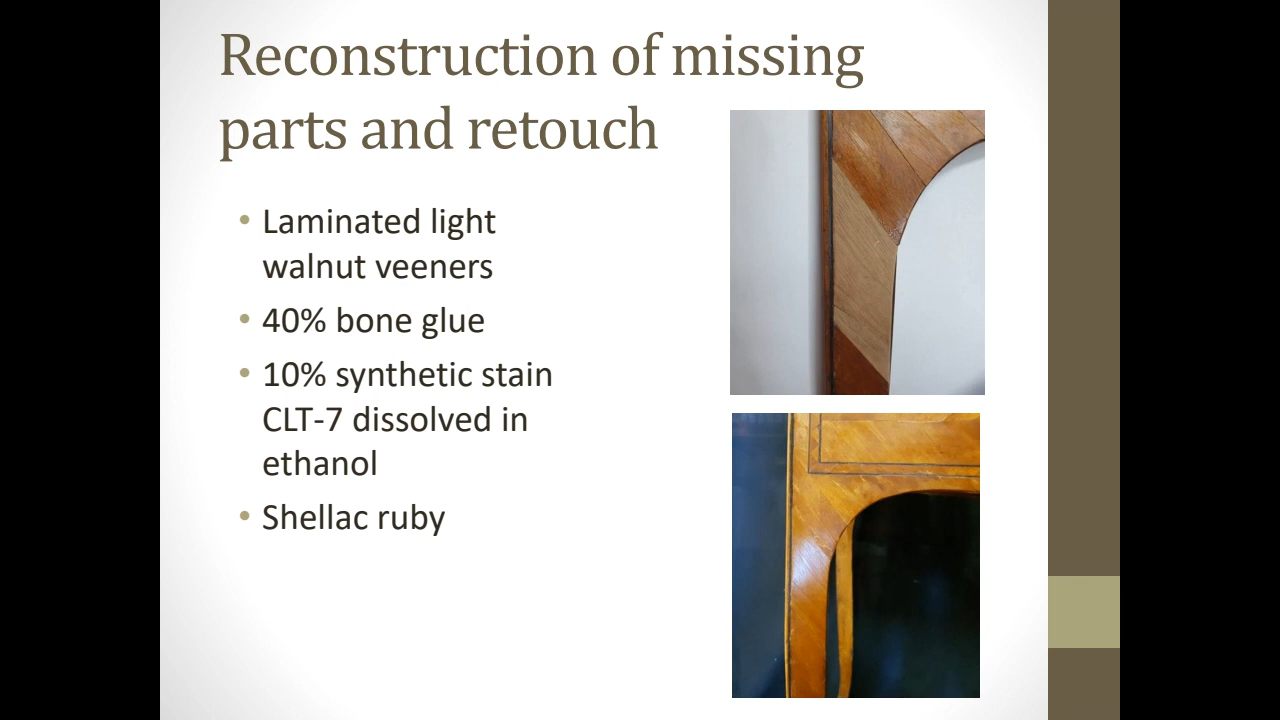 Reconstruction of missing
parts and retouch
• Laminated light
walnut veeners
• 40% bone glue
• 10% synthetic stain
CLT-7 dissolved in
ethanol
• Shellac ruby